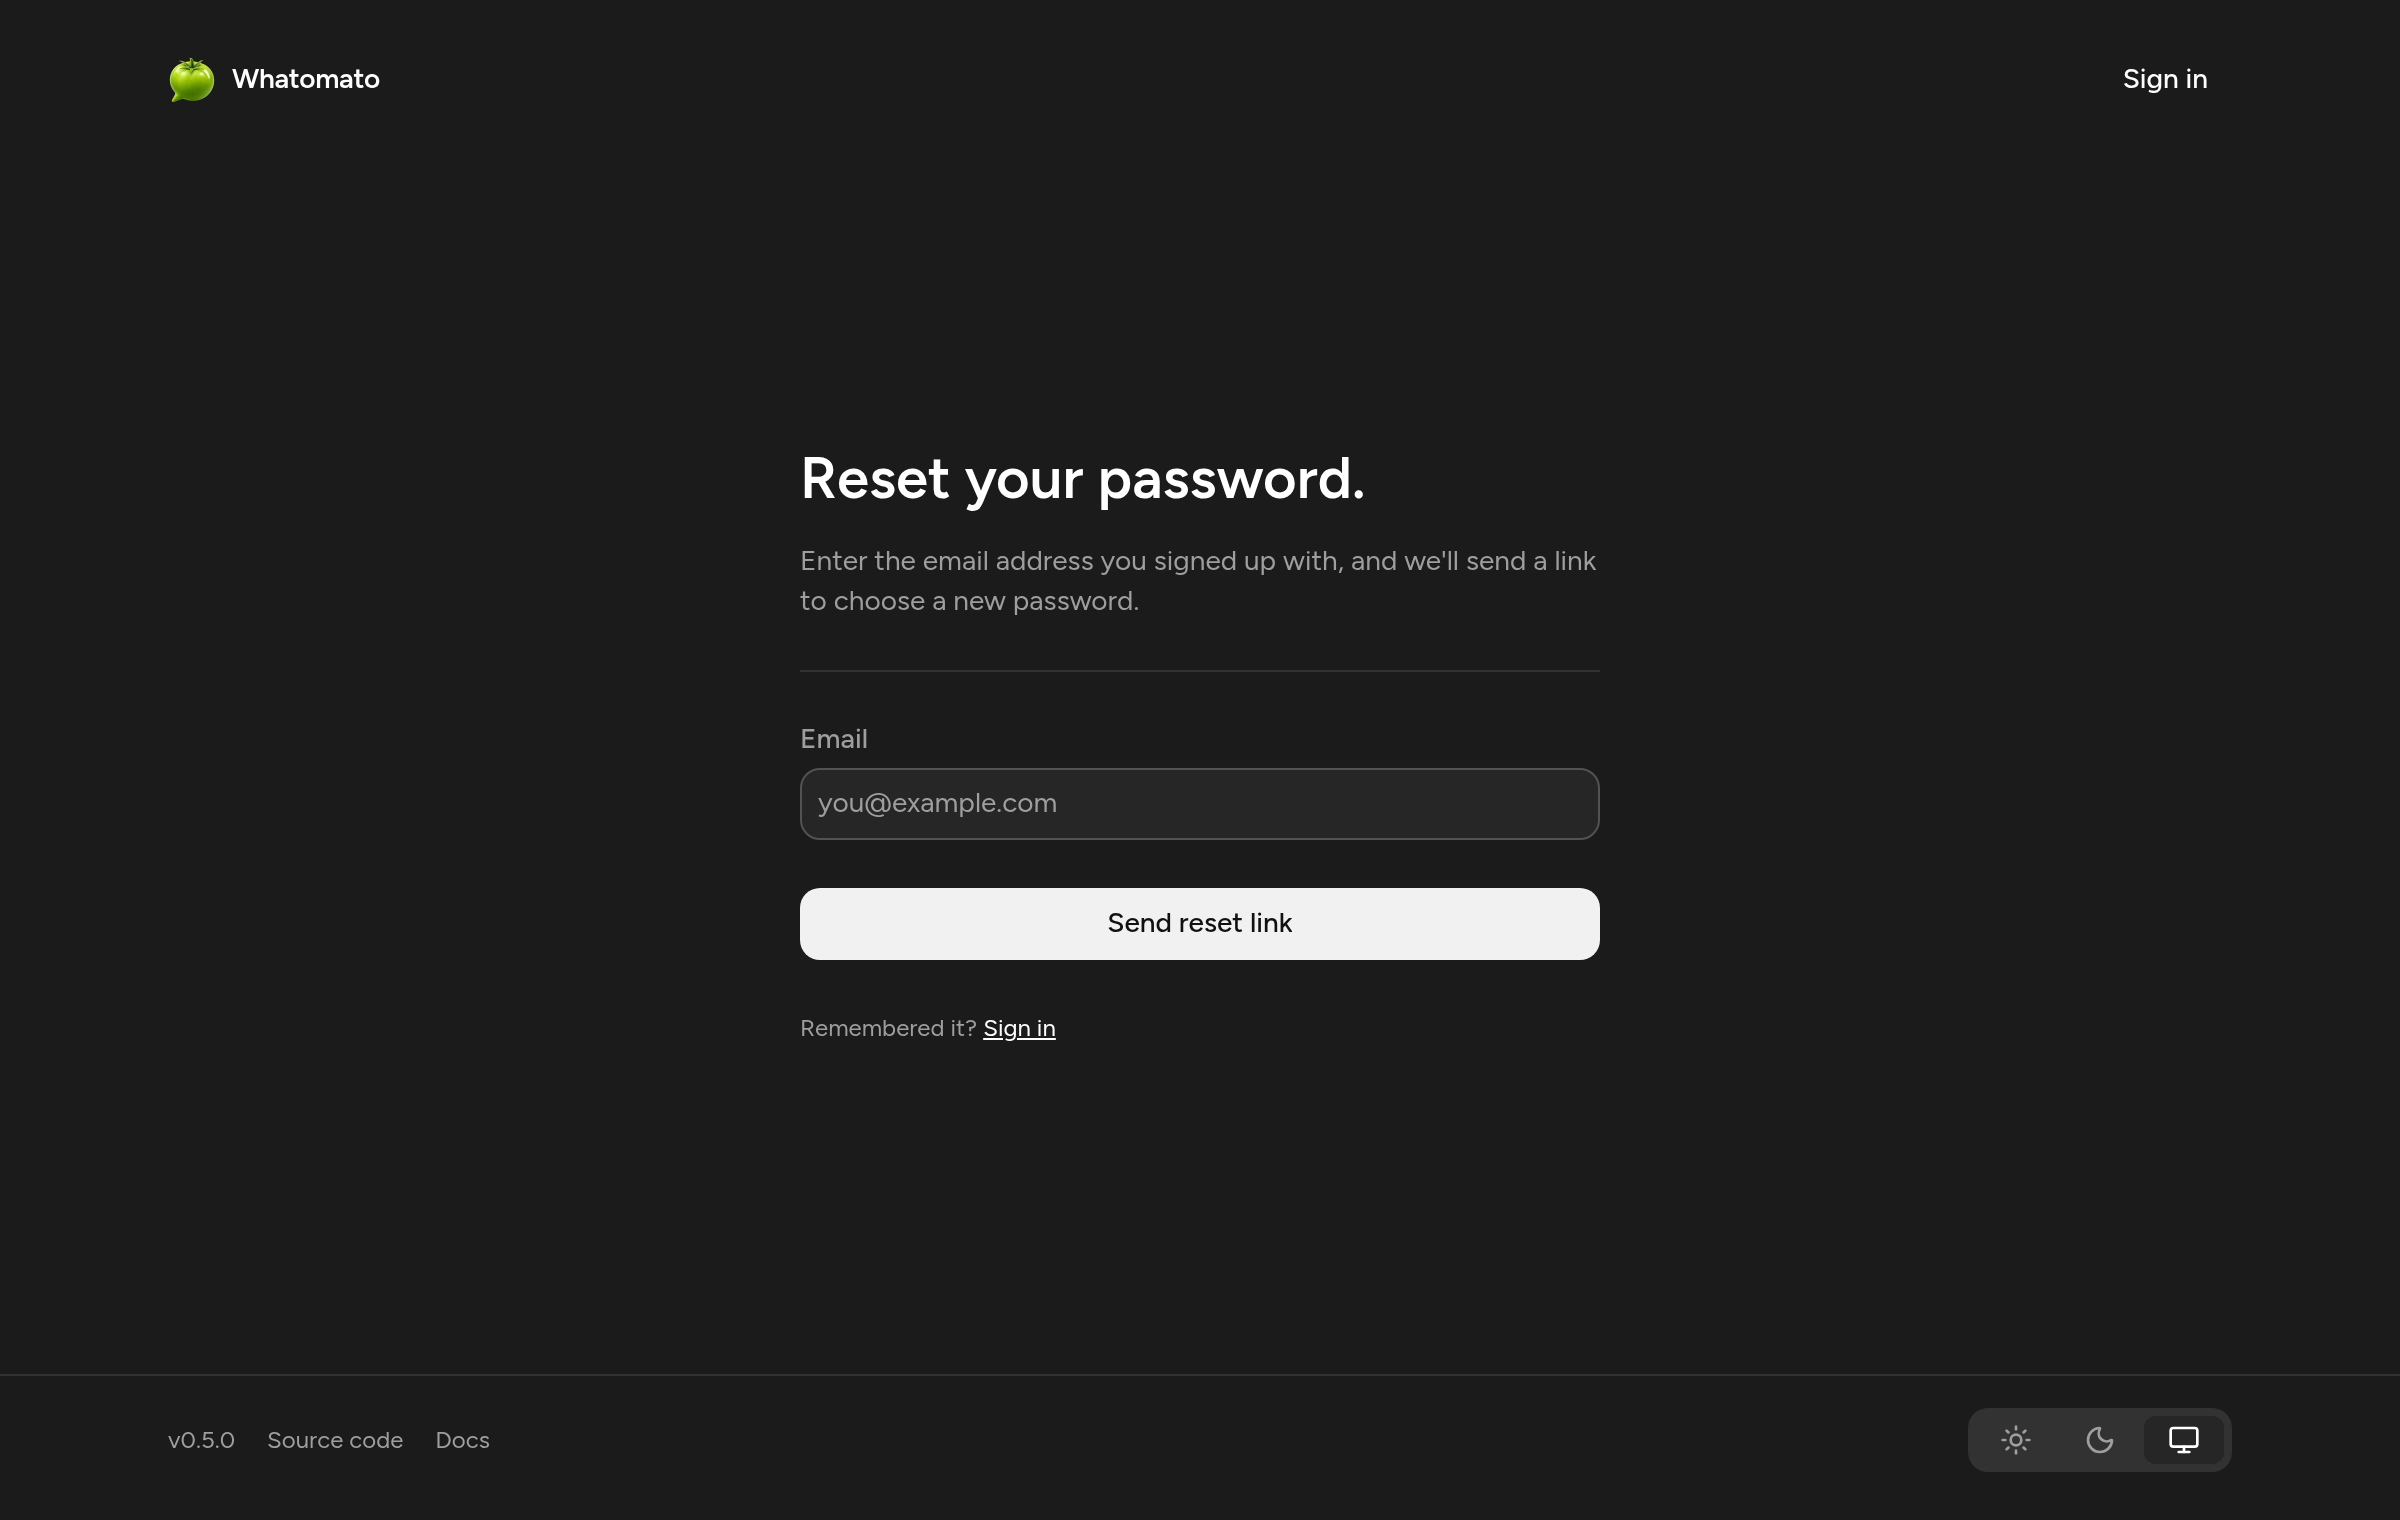 Whatomato
Sign in
Reset your password.
Enter the email address you signed up with, and we'll send a link
to choose a new password.
Email
you@example.com
Send reset link
Remembered it? Sign in
v0.5.0 Source code Docs